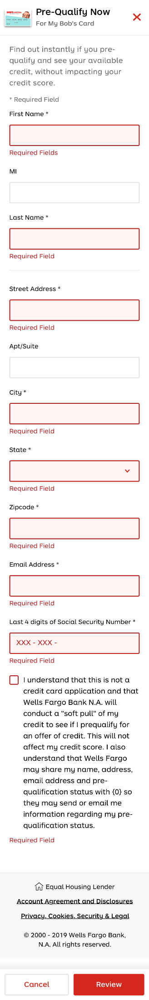 BOB'S
Pre-Qualify Now
For My Bob's Card
Find out instantly if you pre-
qualify and see your available
credit, without impacting your
credit score.
* Required Field
First Name *
Required Fields
MI
Last Name *
Required Field
Street Address *
Required Field
Apt/Suite
City *
Required Field
State *
Required Field
Zipcode *
Required Field
Email Address *
Required Field
Last 4 digits of Social Security Number *
XXX - XXX -
Required Field
I understand that this is not a
credit card application and that
Wells Fargo Bank N.A. will
conduct a "soft pull" of my
credit to see if I prequalify for
an offer of credit. This will not
affect my credit score. I also
understand that Wells Fargo
may share my name, address,
email address and pre-
qualification status with {0} so
they may send or email me
information regarding my pre-
qualification status.
Required Field
Equal Housing Lender
Account Agreement and Disclosures
Privacy, Cookies, Security & Legal
© 2000 - 2019 Wells Fargo Bank,
N.A. All rights reserved.
Cancel
Review